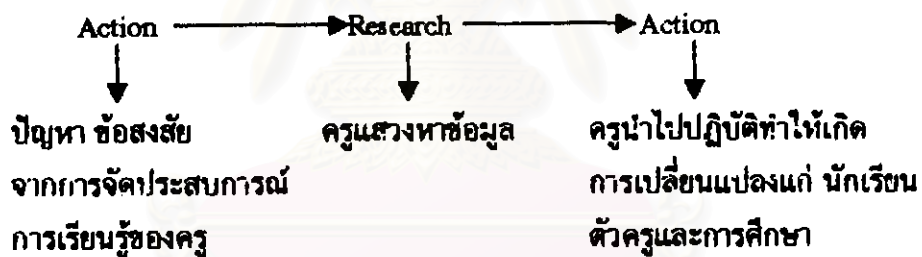 Action Research Action
ปัญหา ข้อสงสัย ครูแสวงหาข้อมูล ครูนำไปปฏิบัติทำให้เกิด
จากการจัดประสบการณ์ การเปลี่ยนแปลงแก่ นักเรียน
การเรียนรู้ของครู ตัวครูและการศึกษา